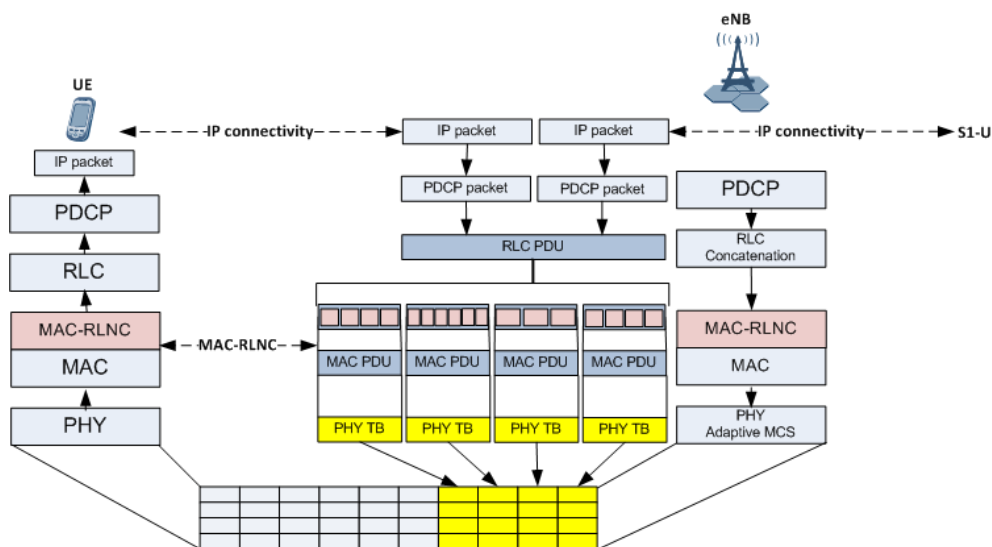 eNB
UE
IP connectivity
IP packet
IP packet
IP connectivity
S1-U
IP packet
PDCP packet
PDCP packet
PDCP
PDCP
RLC PDU
RLC
Concatenation
RLC
MAC-RLNC
MAC-RLNC
MAC-RLNC
MAC
MAC PDU
MAC PDU
MAC PDU
MAC PDU
MAC
PHY
PHY TB
PHY TB
PHY TB
PHY TB
PHY
Adaptive MCS